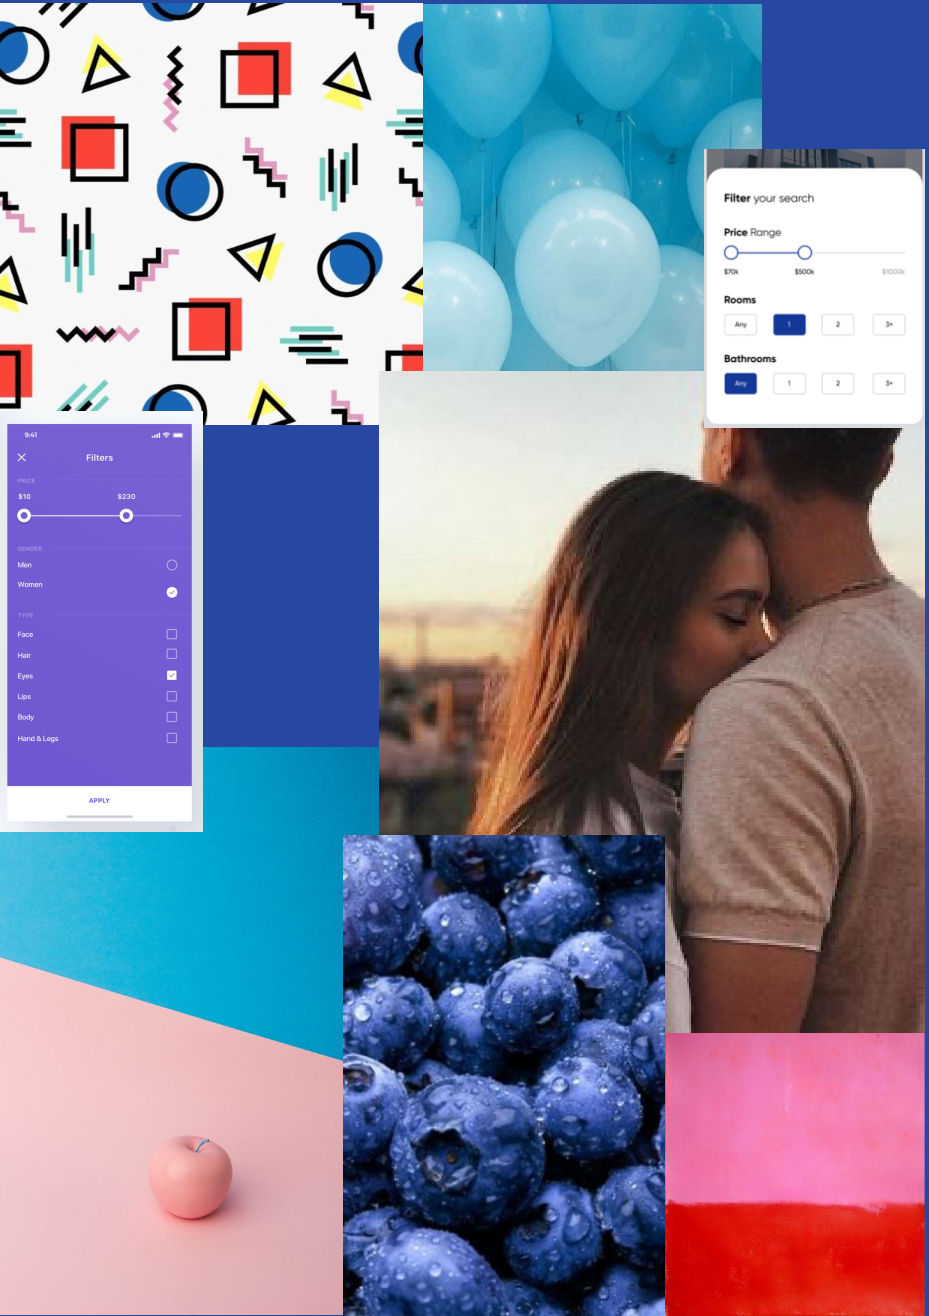 Filter your search
Price Range
$70k $500k $1000k
Rooms
Any 1 2 3+
Bathrooms
Any 1 2 3+
9:41
Filters
PRICE
$10 $230
GENDER
Men
Women
TYPE
Face
Hair
Eyes
Lips
Body
Hand & Legs
APPLY